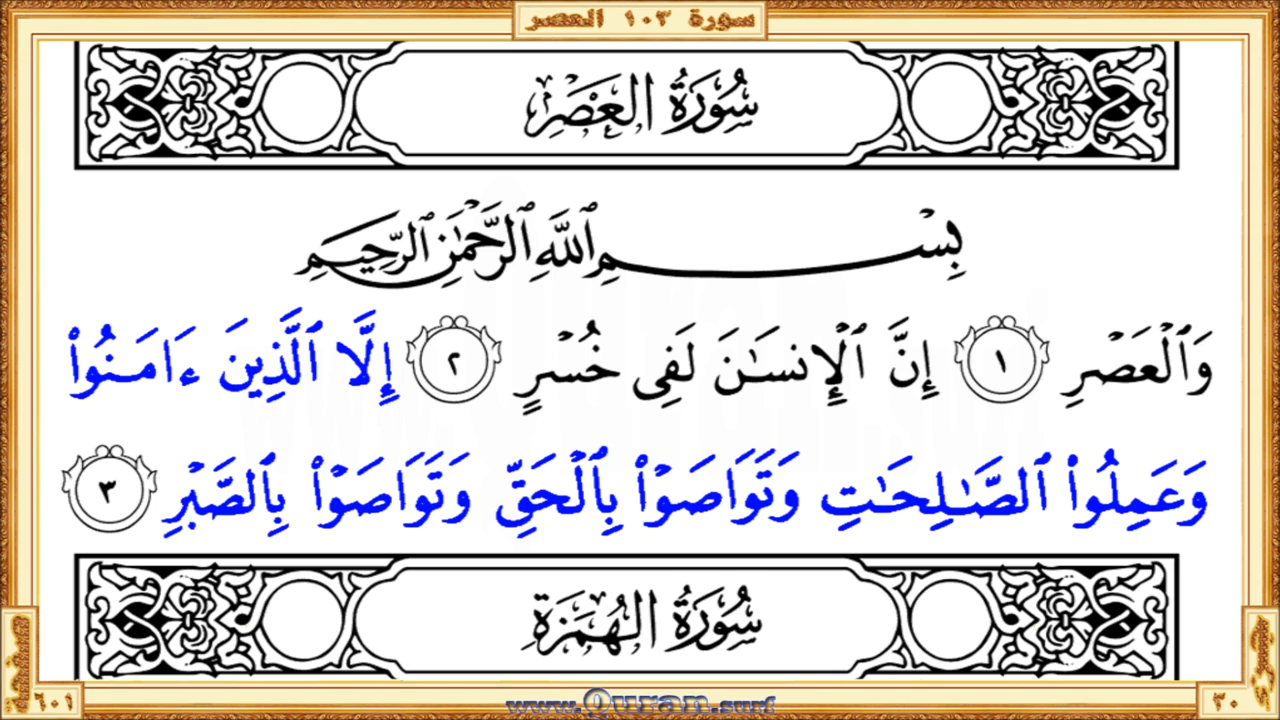 سورة ١٠٣ العصر
سُورَةُ العَصْرِ
بِسْمِ ٱللَّهِ ٱلرَّحْمَٰنِ ٱلرَّحِيمِ
وَٱلْعَصْرِ ١ إِنَّ ٱلْإِنسَٰنَ لَفِى خُسْرٍ ٢ إِلَّا ٱلَّذِينَ ءَامَنُوا۟
وَعَمِلُوا۟ ٱلصَّٰلِحَٰتِ وَتَوَاصَوْا۟ بِٱلْحَقِّ وَتَوَاصَوْا۟ بِٱلصَّبْرِ ٣
سُورَةُ الهُمَزَةِ
صفحة ٦٠١
٣٠
www.Quran.surf